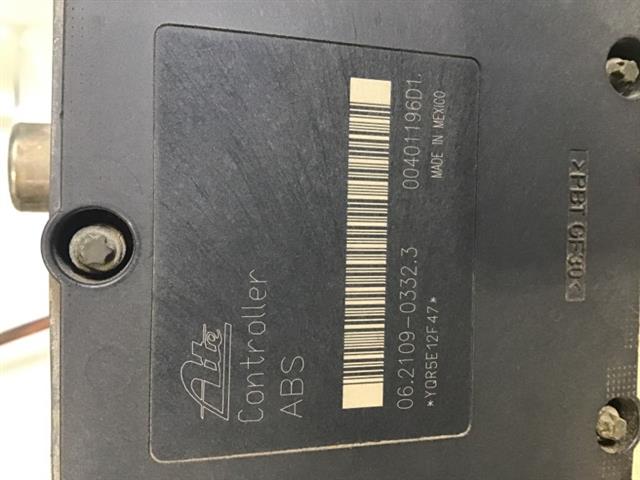 Ate
Controller
ABS
06.2109-0332.3 00401196D1.
*YQR5E12F47* MADE IN MEXICO
>PBT GF30<